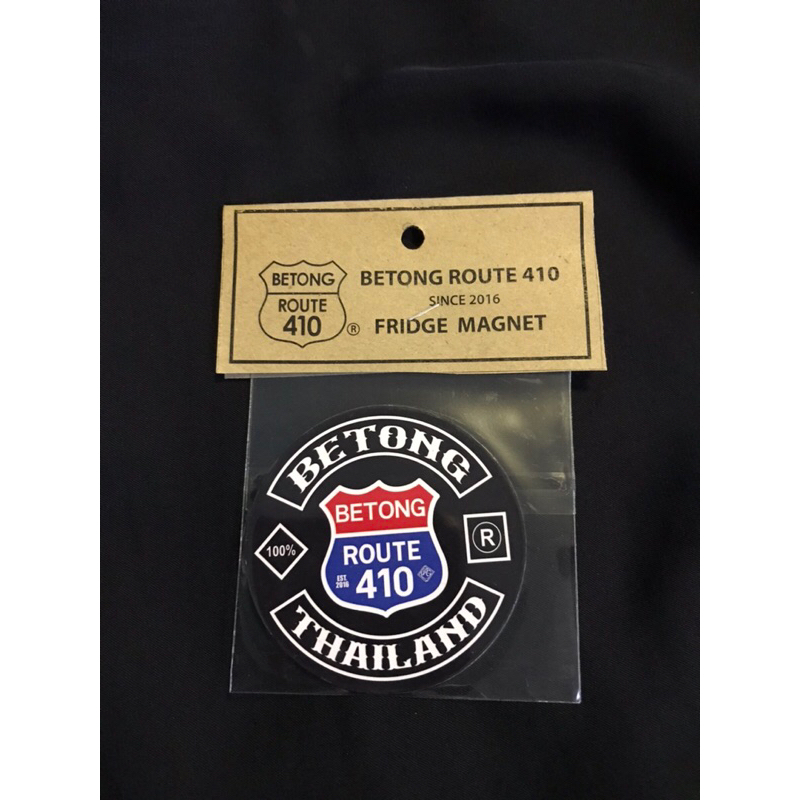 BETONG
ROUTE
410
®
BETONG ROUTE 410
SINCE 2016
FRIDGE MAGNET
BETONG
100%
BETONG
ROUTE
EST.
2016
410
®
THAILAND